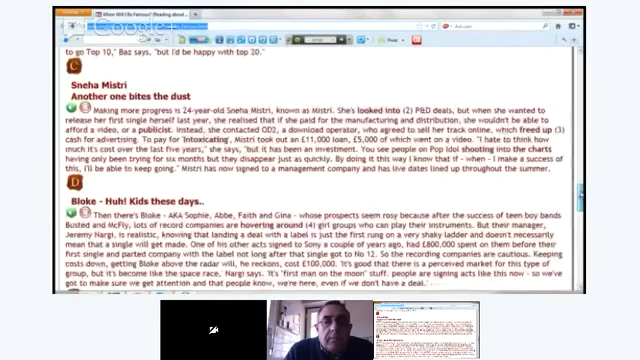 When Will I Be Famous? (Reading about
Google+
to go Top 10," Baz says, "but I'd be happy with top 20."
C
Sneha Mistri
Another one bites the dust
Making more progress is 24-year-old Sneha Mistri, known as Mistri. She's looked into (2) P&D deals, but when she wanted to
release her first single herself last year, she realised that if she paid for the manufacturing and distribution, she wouldn't be able to
afford a video, or a publicist. Instead, she contacted OD2, a download operator, who agreed to sell her track online, which freed up (3)
cash for advertising. To pay for 'Intoxicating', Mistri took out an £11,000 loan, £5,000 of which went on a video. "I hate to think how
much it's cost over the last five years," she says, "but it has been an investment. You see people on Pop Idol shooting into the charts
having only been trying for six months but they disappear just as quickly. By doing it this way I know that if - when - I make a success of
this, I'll be able to keep going." Mistri has now signed to a management company and has live dates lined up throughout the summer.
D
Bloke - Huh! Kids these days..
Then there's Bloke - AKA Sophie, Abbe, Faith and Gina - whose prospects seem rosy because after the success of teen boy bands
Busted and McFly, lots of record companies are hovering around (4) girl groups who can play their instruments. But their manager,
Jeremy Nargi, is realistic, knowing that landing a deal with a label is just the first rung on a very shaky ladder and doesn't necessarily
mean that a single will get made. One of his other acts signed to Sony a couple of years ago, had £800,000 spent on them before their
first single and parted company with the label not long after that single got to No 12. So the recording companies are cautious. Keeping
costs down, getting Bloke above the radar will, he reckons, cost £100,000. "It's good that there is a perceived market for this type of
group, but it's become like the space race," Nargi says. "It's "first man on the moon" stuff. people are signing acts like this now - so we've
got to make sure we get attention and that people know, we're here, even if we don't have a deal."